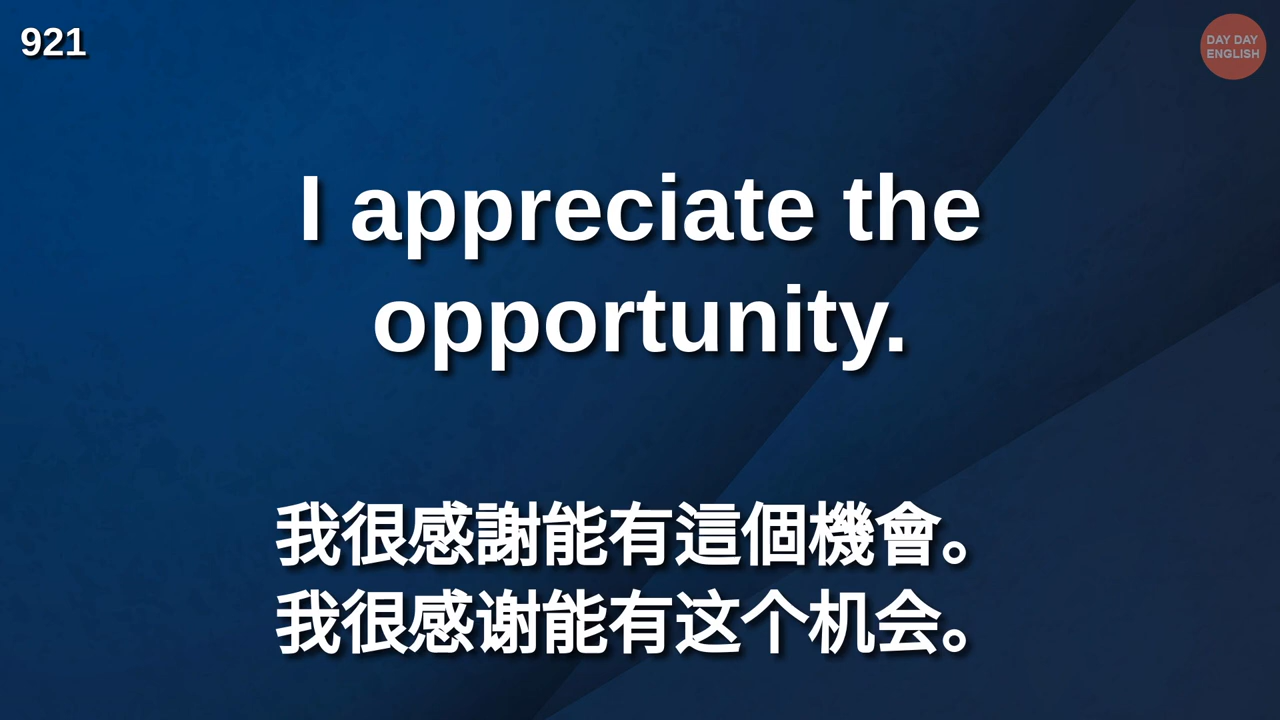 921
DAY DAY
ENGLISH
I appreciate the
opportunity.
我很感謝能有這個機會。
我很感谢能有这个机会。